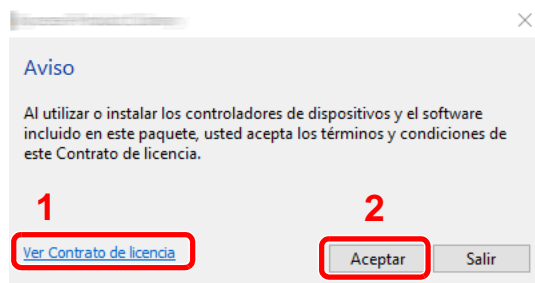 Aviso
Al utilizar o instalar los controladores de dispositivos y el software
incluido en este paquete, usted acepta los términos y condiciones de
este Contrato de licencia.
1
2
Ver Contrato de licencia
Aceptar
Salir